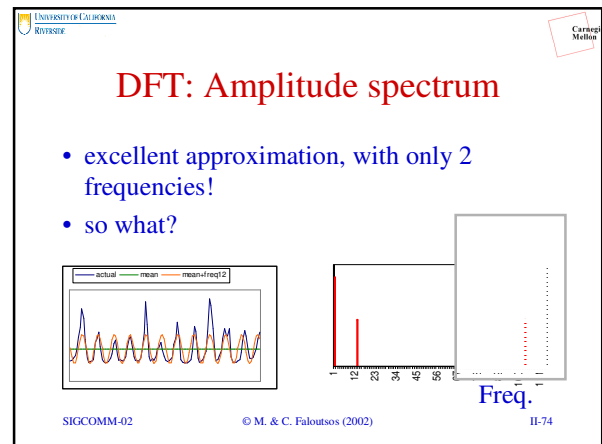 UNIVERSITY OF CALIFORNIA
RIVERSIDE
Carnegi
Mellon
DFT: Amplitude spectrum
• excellent approximation, with only 2
frequencies!
• so what?
actual mean mean+freq12
1 12 23 34 45 56
Freq.
SIGCOMM-02 © M. & C. Faloutsos (2002) II-74